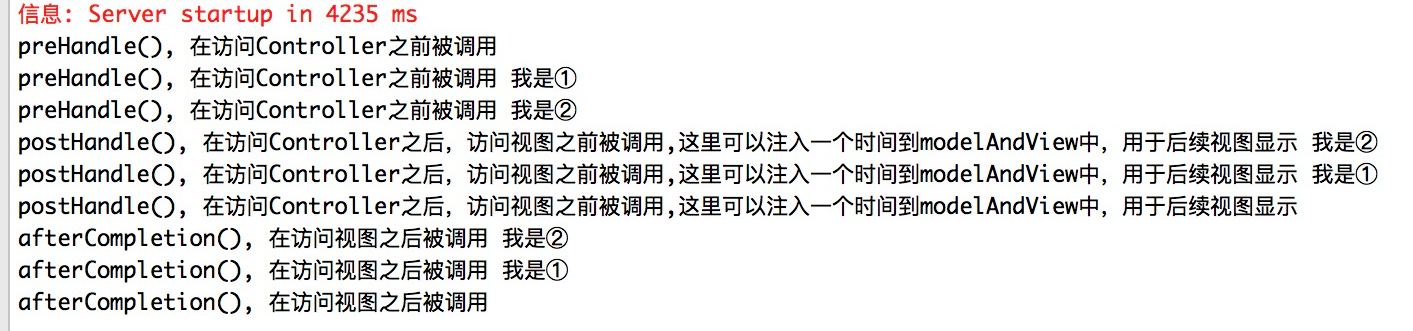 信息: Server startup in 4235 ms
preHandle(), 在访问Controller之前被调用
preHandle(), 在访问Controller之前被调用 我是①
preHandle(), 在访问Controller之前被调用 我是②
postHandle(), 在访问Controller之后，访问视图之前被调用,这里可以注入一个时间到modelAndView中，用于后续视图显示 我是②
postHandle(), 在访问Controller之后，访问视图之前被调用,这里可以注入一个时间到modelAndView中，用于后续视图显示 我是①
postHandle(), 在访问Controller之后，访问视图之前被调用,这里可以注入一个时间到modelAndView中，用于后续视图显示
afterCompletion(), 在访问视图之后被调用 我是②
afterCompletion(), 在访问视图之后被调用 我是①
afterCompletion(), 在访问视图之后被调用